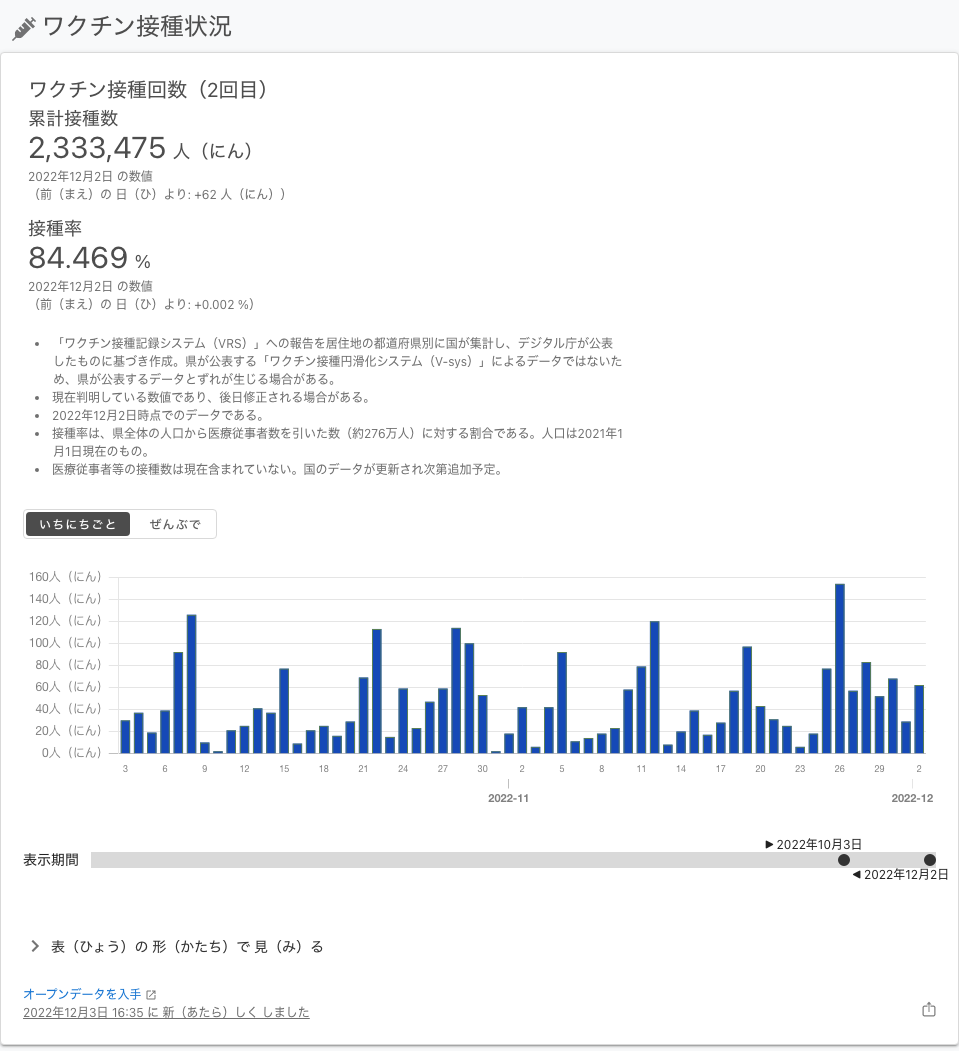 ワクチン接種状況
ワクチン接種回数（2回目）
累計接種数
2,333,475 人（にん）
2022年12月2日 の数値
（前（まえ）の 日（ひ）より: +62 人（にん））
接種率
84.469 %
2022年12月2日 の数値
（前（まえ）の 日（ひ）より: +0.002 %）
• 「ワクチン接種記録システム（VRS）」への報告を居住地の都道府県別に国が集計し、デジタル庁が公表
したものに基づき作成。県が公表する「ワクチン接種円滑化システム（V-sys）」によるデータではないた
め、県が公表するデータとずれが生じる場合がある。
• 現在判明している数値であり、後日修正される場合がある。
• 2022年12月2日時点でのデータである。
• 接種率は、県全体の人口から医療従事者数を引いた数（約276万人）に対する割合である。人口は2021年1
月1日現在のもの。
• 医療従事者等の接種数は現在含まれていない。国のデータが更新され次第追加予定。
いちにちごと ぜんぶで
160人（にん）
140人（にん）
120人（にん）
100人（にん）
80人（にん）
60人（にん）
40人（にん）
20人（にん）
0人（にん）
3 6 9 12 15 18 21 24 27 30 2 5 8 11 14 17 20 23 26 29 2
2022-11 2022-12
▶ 2022年10月3日
表示期間
◀ 2022年12月2日
表（ひょう）の 形（かたち）で 見（み）る
オープンデータを入手
2022年12月3日 16:35 に 新（あたら）しく しました